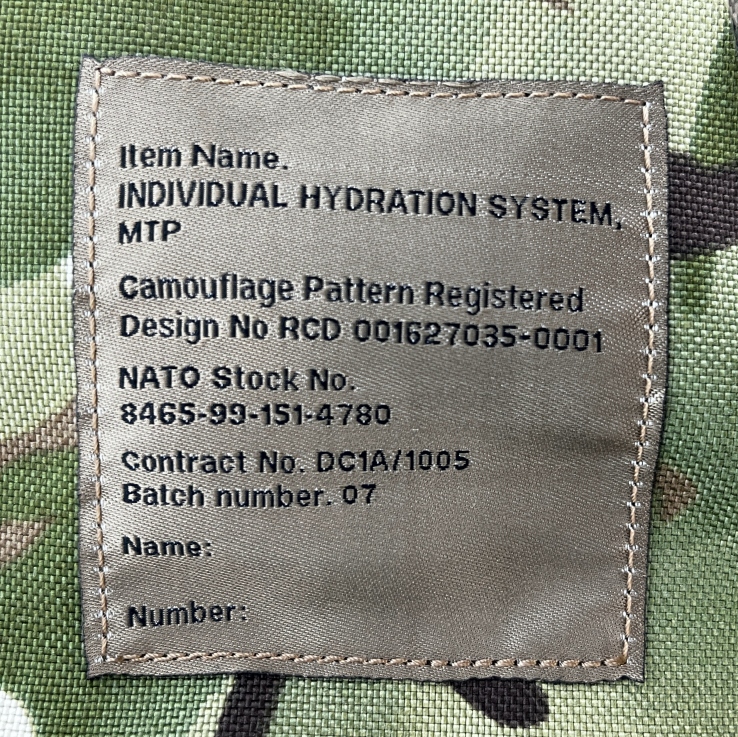 Item Name.
INDIVIDUAL HYDRATION SYSTEM,
MTP
Camouflage Pattern Registered
Design No RCD 001627035-0001
NATO Stock No.
8465-99-151-4780
Contract No. DC1A/1005
Batch number. 07
Name:
Number: